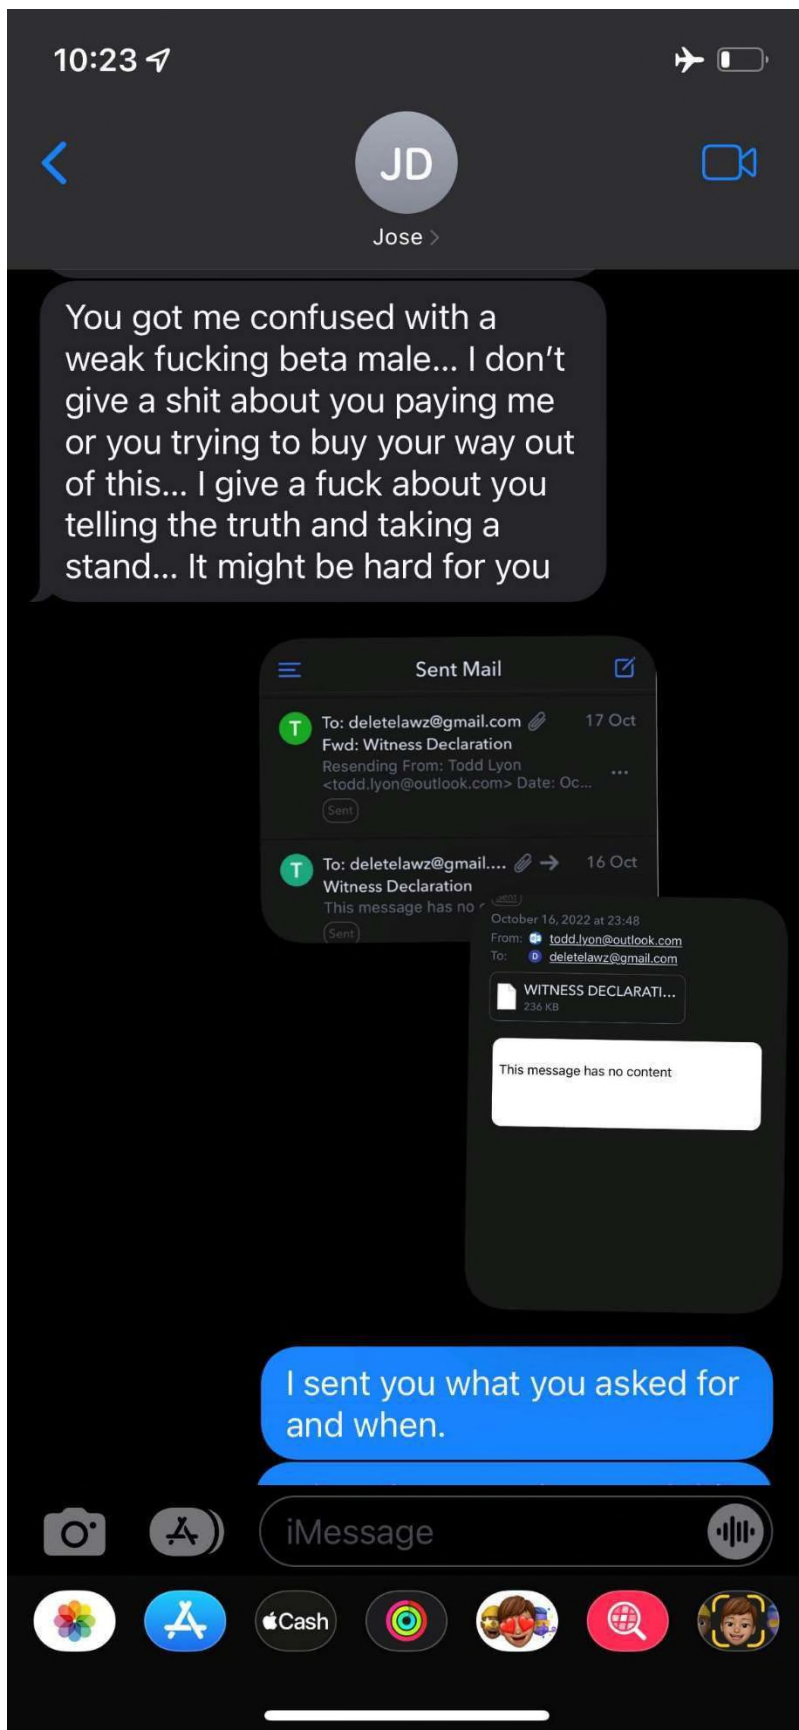 10:23
JD
Jose
You got me confused with a
weak fucking beta male... I don't
give a shit about you paying me
or you trying to buy your way out
of this... I give a fuck about you
telling the truth and taking a
stand... It might be hard for you
Sent Mail
T
To: deletelawz@gmail.com
17 Oct
Fwd: Witness Declaration
Resending From: Todd Lyon
<todd.lyon@outlook.com> Date: Oc...
Sent
T
To: deletelawz@gmail....
16 Oct
Witness Declaration
This message has no
Sent
Sent
October 16, 2022 at 23:48
From: todd.lyon@outlook.com
To: D deletelawz@gmail.com
WITNESS DECLARATI...
236 KB
This message has no content
I sent you what you asked for
and when.
iMessage
Cash